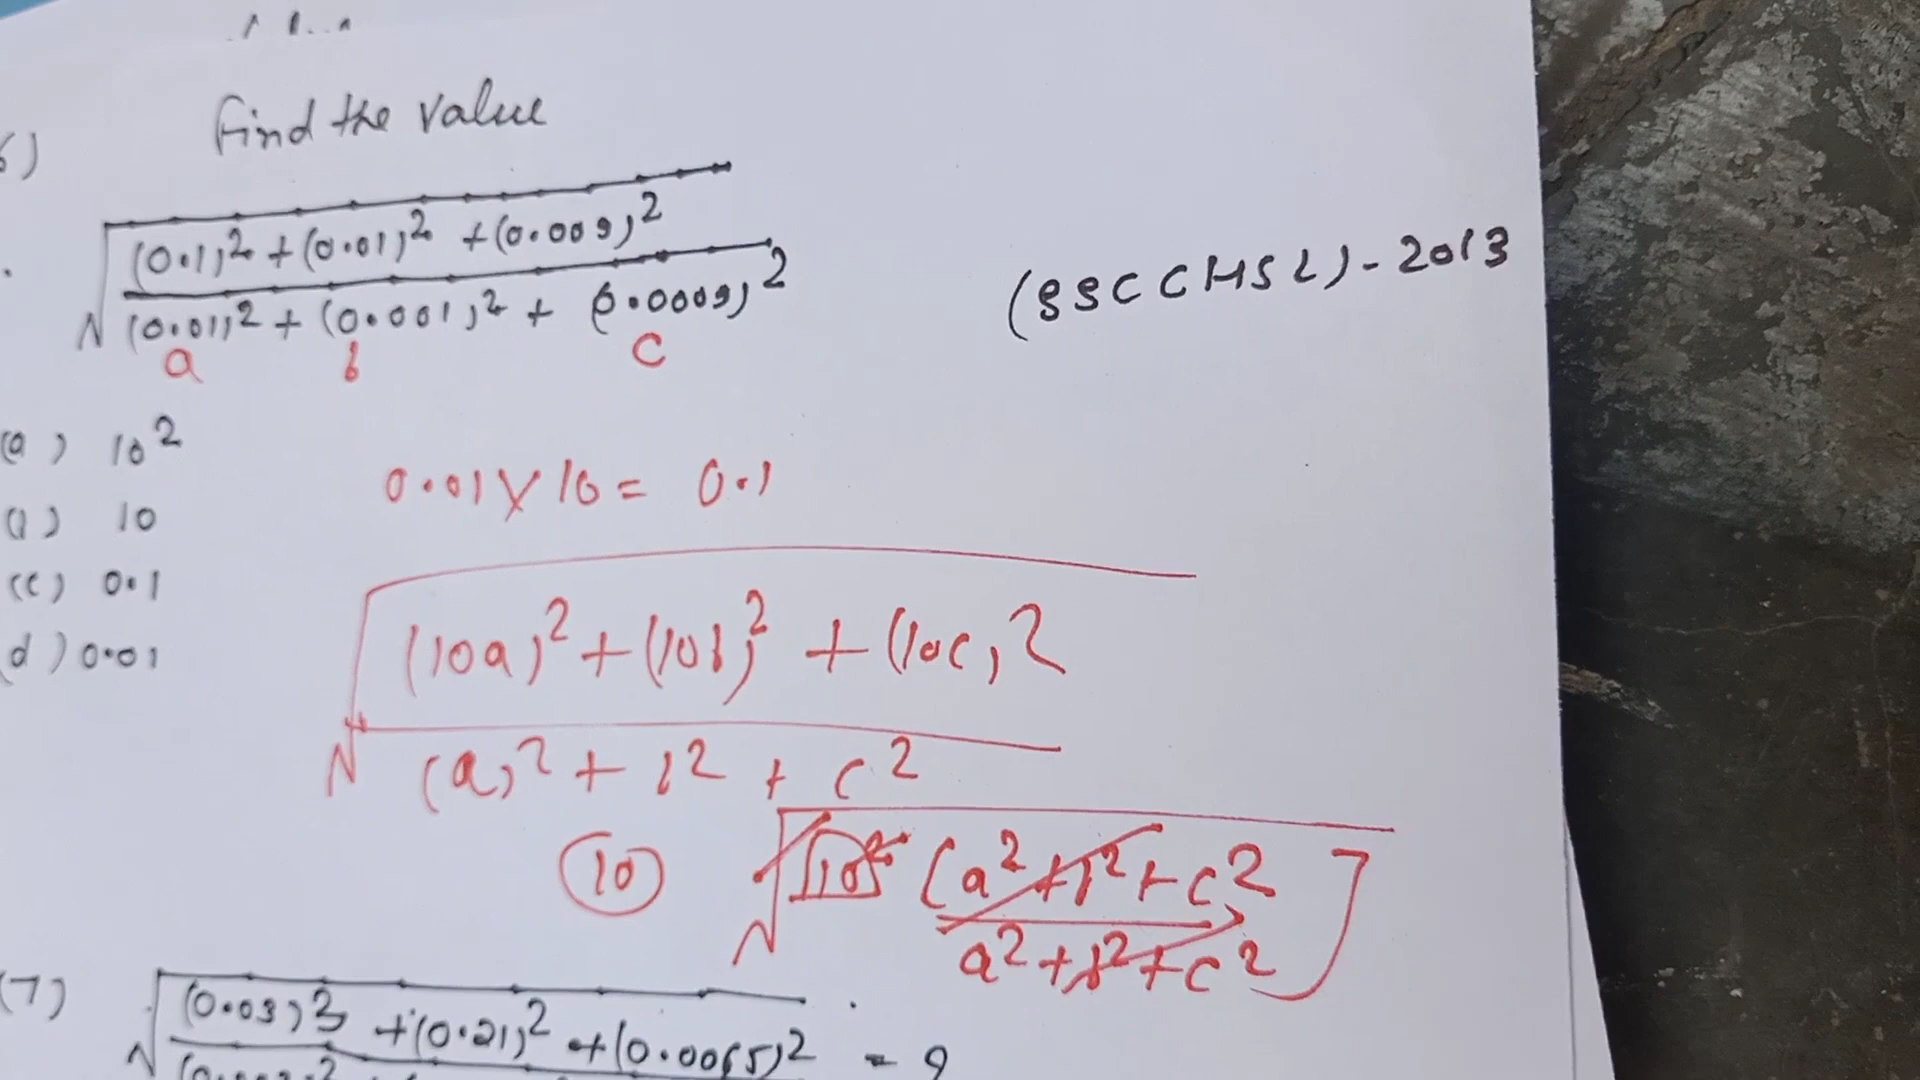 6) Find the value
√((0.1)² + (0.01)² + (0.009)²
(0.01)² + (0.001)² + (0.0009)²
(SSC CHSL) - 2013
a b c
(a) 10²
10
(c) 0.1
d) 0.01
0.01 × 10 = 0.1
√(10a)² + (10b)² + (10c)²
(a)² + b² + c²
10 √10² (a² + b² + c²
a² + b² + c² ]
(7) √(0.03)² + (0.21)² + (0.0065)² = ?